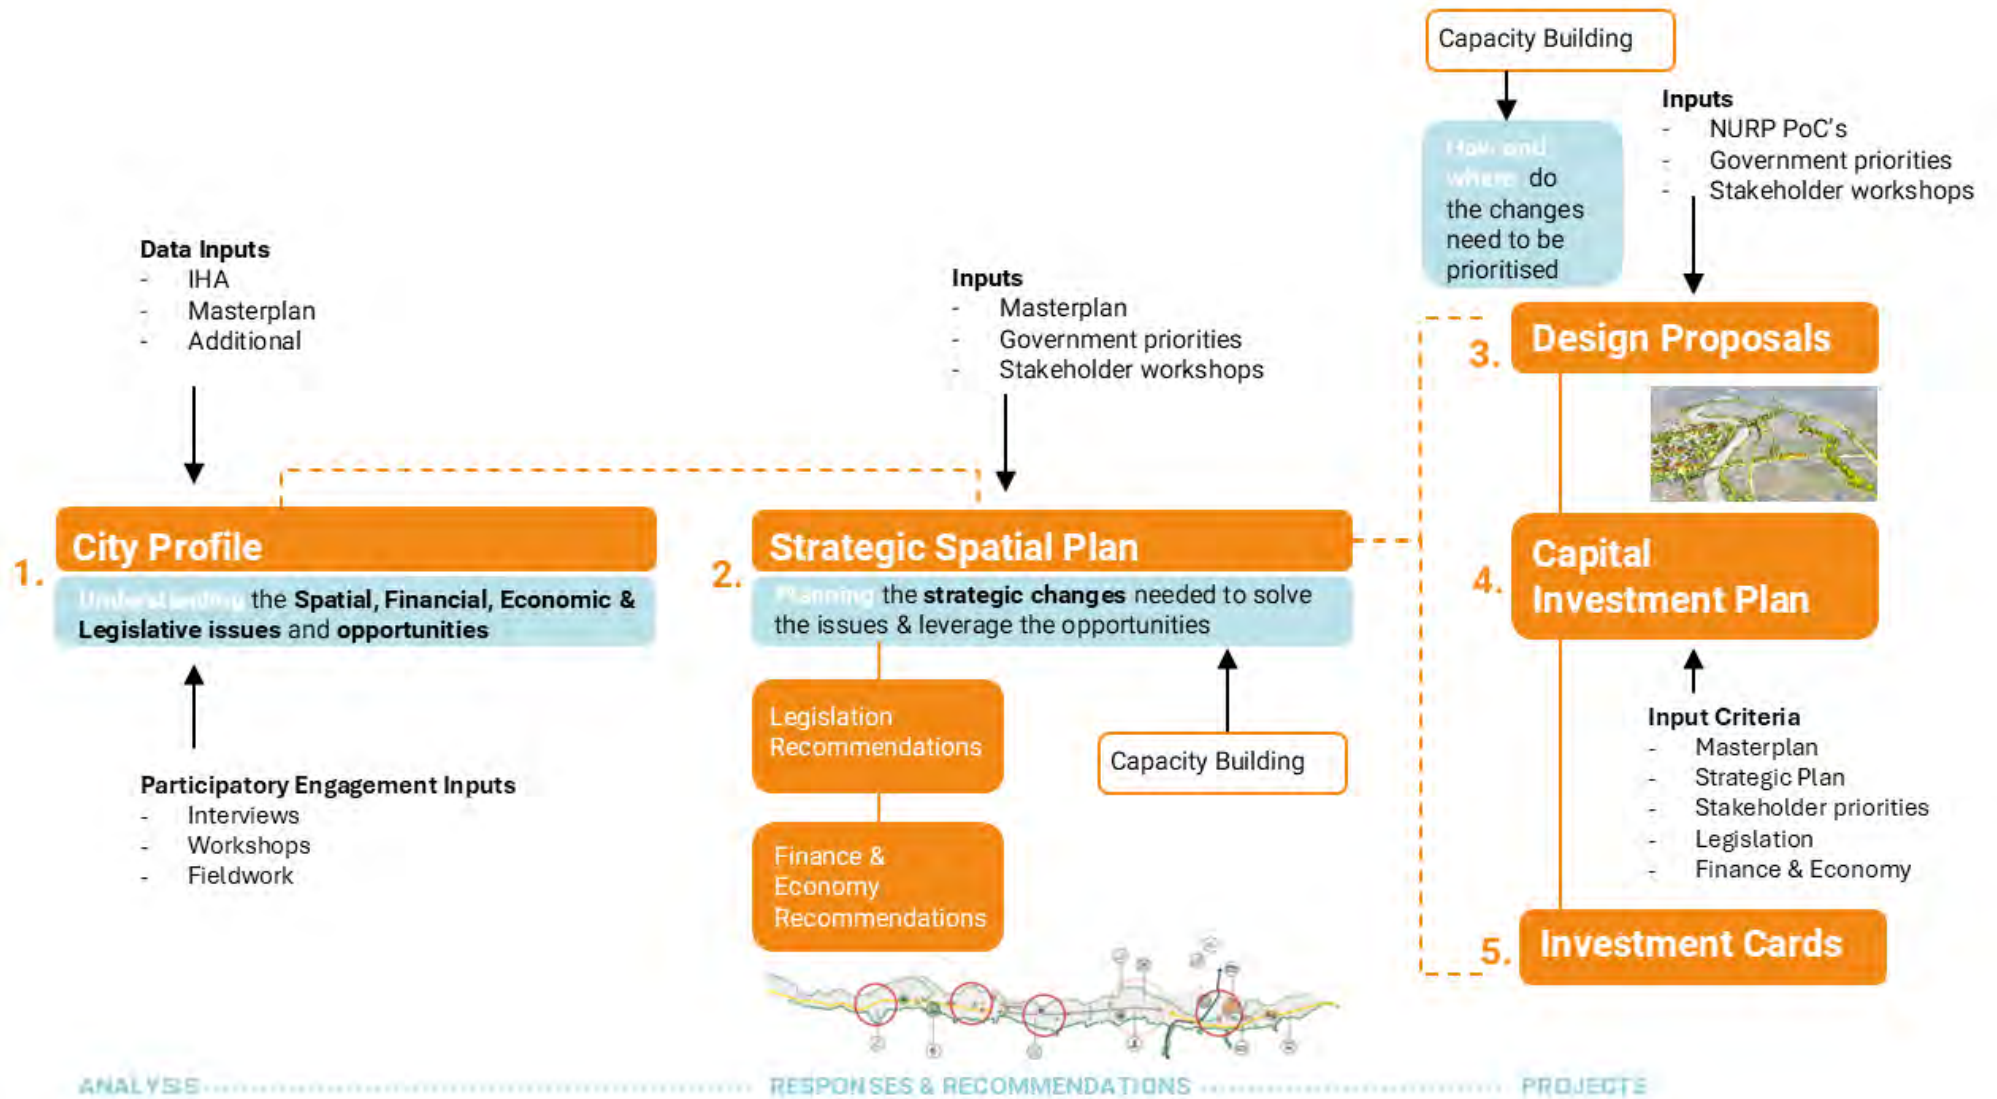 Capacity Building
Inputs
- NURP PoC's
- Government priorities
- Stakeholder workshops
How and
where do
the changes
need to be
prioritised
Data Inputs
- IHA
- Masterplan
- Additional
Inputs
- Masterplan
- Government priorities
- Stakeholder workshops
3. Design Proposals
1. City Profile
Understanding the Spatial, Financial, Economic &
Legislative issues and opportunities
2. Strategic Spatial Plan
Planning the strategic changes needed to solve
the issues & leverage the opportunities
4. Capital
Investment Plan
Legislation
Recommendations
Capacity Building
Finance &
Economy
Recommendations
Participatory Engagement Inputs
- Interviews
- Workshops
- Fieldwork
Input Criteria
- Masterplan
- Strategic Plan
- Stakeholder priorities
- Legislation
- Finance & Economy
5. Investment Cards
ANALYSIS
RESPONSES & RECOMMENDATIONS
PROJECTS